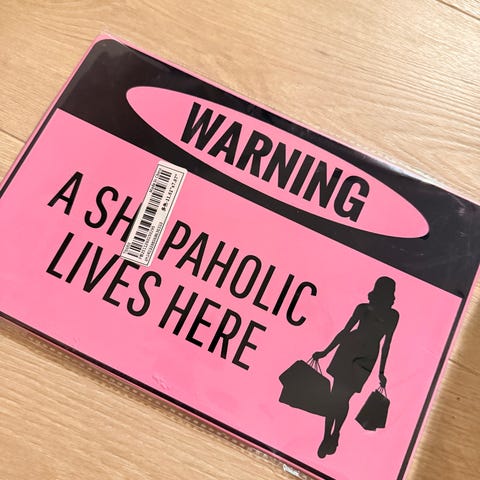 WARNING
A SH PAHOLIC
LIVES HERE